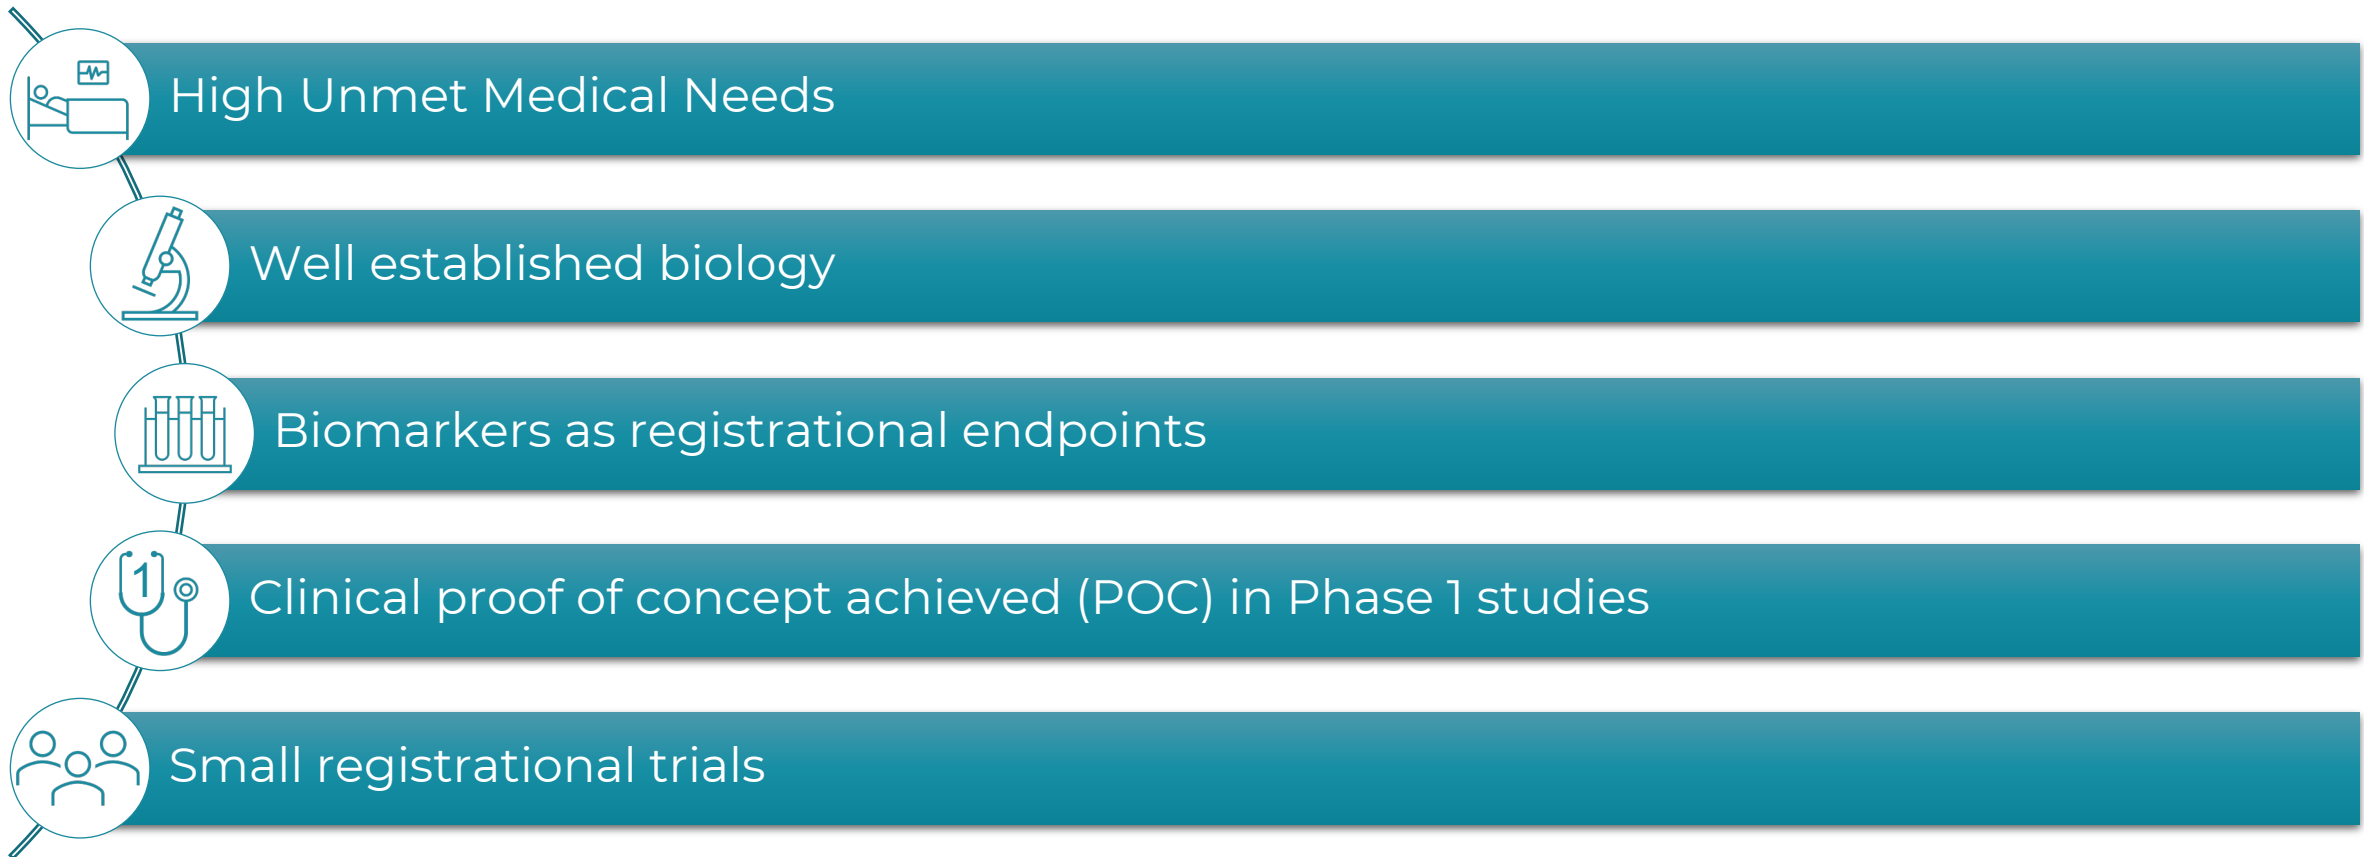 High Unmet Medical Needs
Well established biology
Biomarkers as registrational endpoints
1
Clinical proof of concept achieved (POC) in Phase 1 studies
Small registrational trials